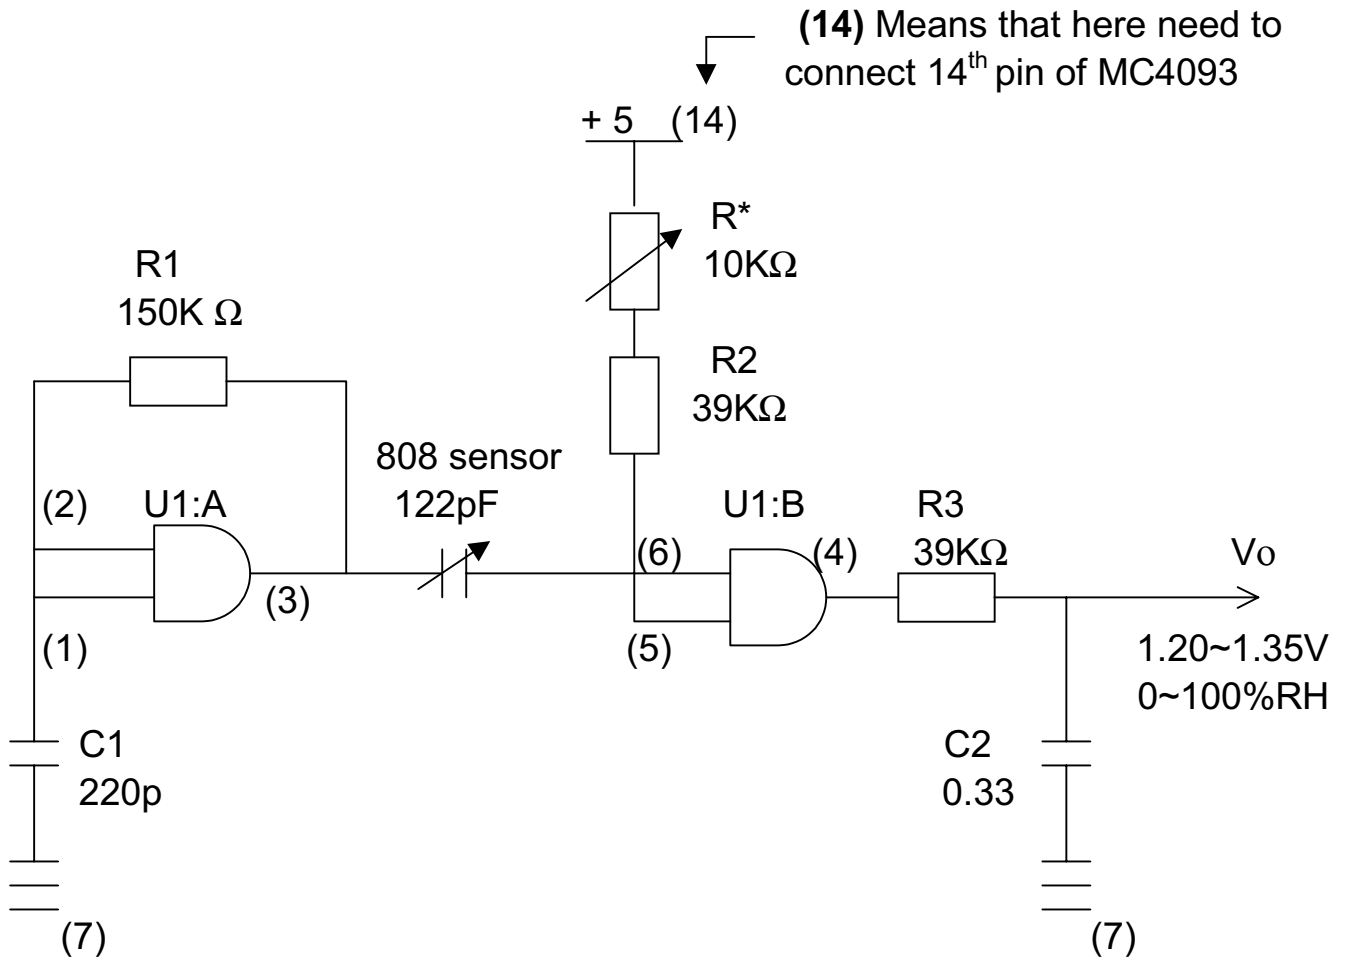 (14) Means that here need to
connect 14th pin of MC4093
+ 5 (14)
R*
10KΩ
R1
150K Ω
R2
39KΩ
808 sensor
122pF
(2)
U1:A
U1:B
R3
39KΩ
(6)
(4)
Vo
(3)
(1)
(5)
1.20~1.35V
0~100%RH
C1
220p
C2
0.33
(7)
(7)